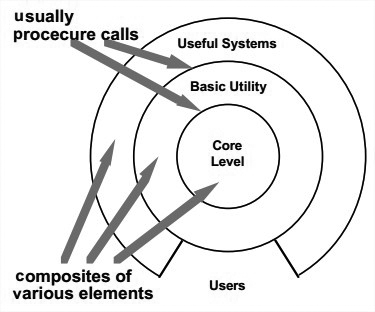 usually
procecure calls
Useful Systems
Basic Utility
Core
Level
composites of
various elements
Users